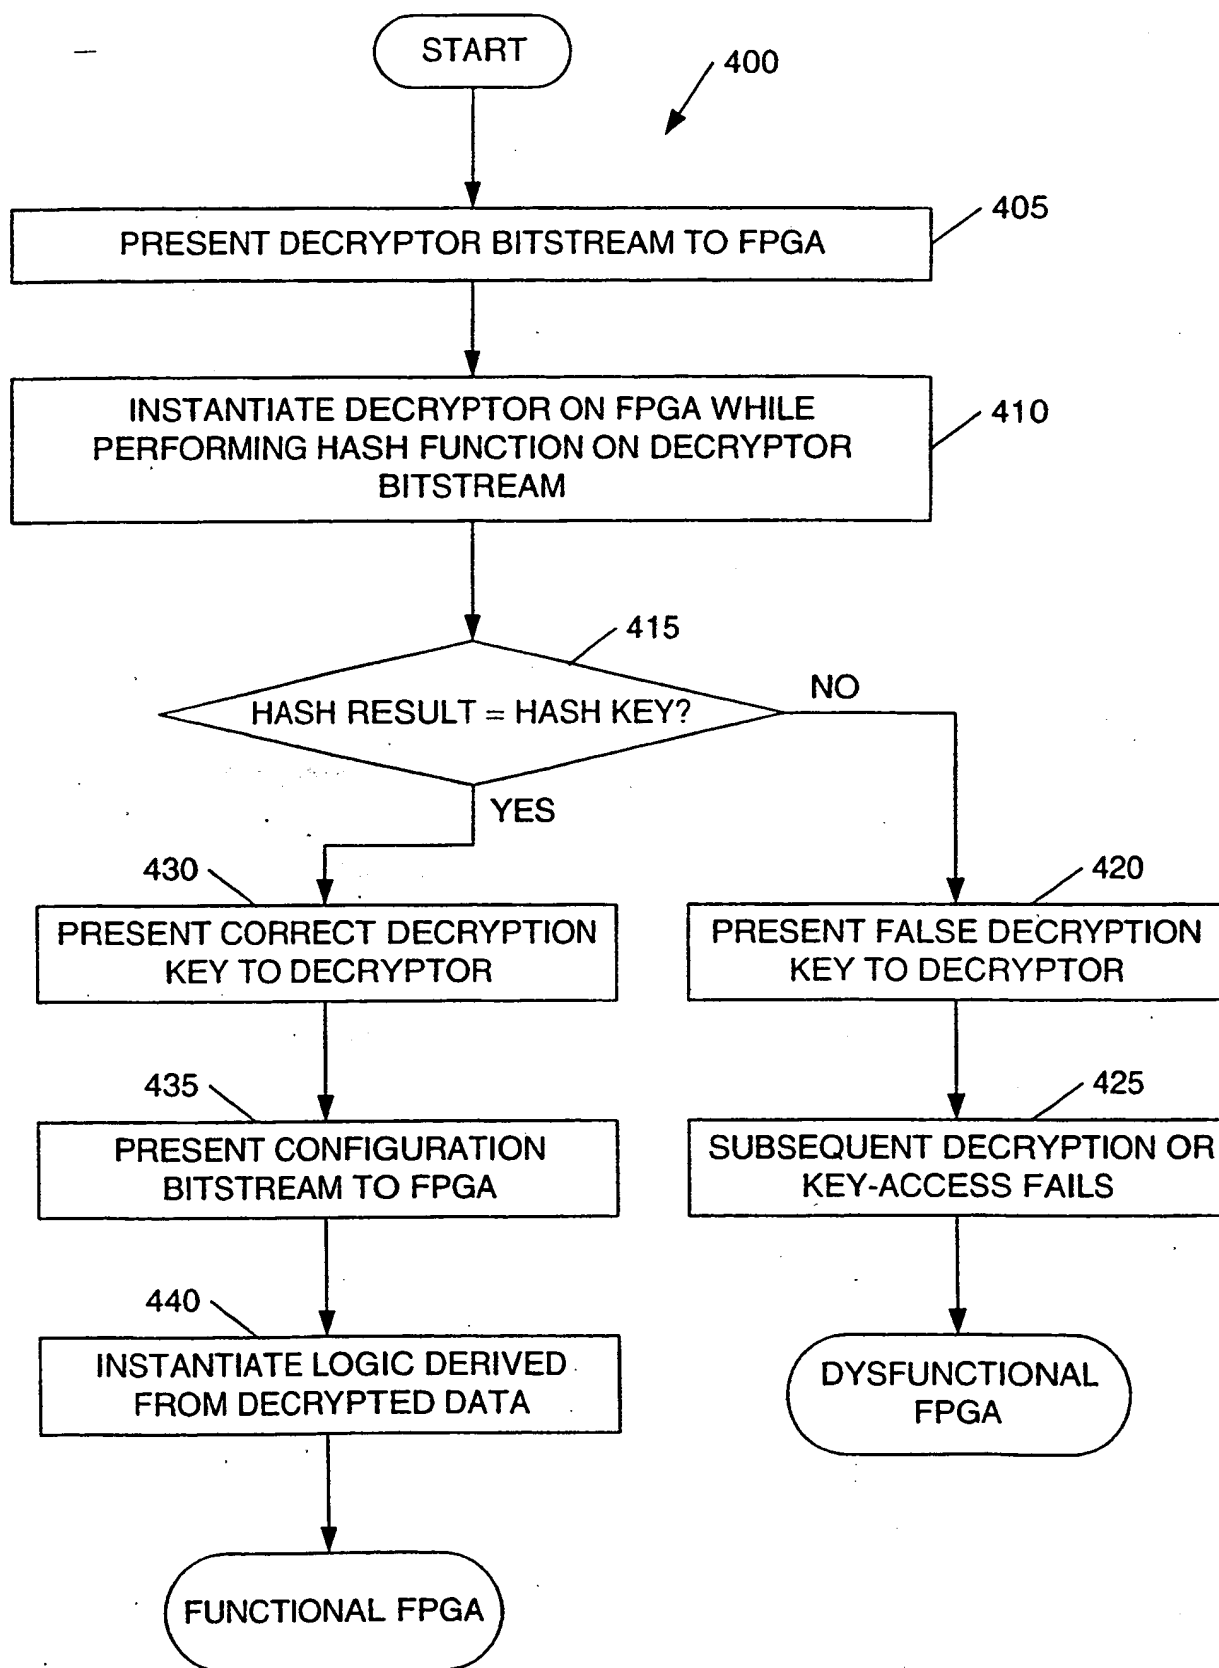 START
400
405
PRESENT DECRYPTOR BITSTREAM TO FPGA
INSTANTIATE DECRYPTOR ON FPGA WHILE
PERFORMING HASH FUNCTION ON DECRYPTOR
BITSTREAM
410
415
HASH RESULT = HASH KEY?
NO
YES
430
PRESENT CORRECT DECRYPTION
KEY TO DECRYPTOR
420
PRESENT FALSE DECRYPTION
KEY TO DECRYPTOR
435
PRESENT CONFIGURATION
BITSTREAM TO FPGA
425
SUBSEQUENT DECRYPTION OR
KEY-ACCESS FAILS
440
INSTANTIATE LOGIC DERIVED
FROM DECRYPTED DATA
DYSFUNCTIONAL
FPGA
FUNCTIONAL FPGA